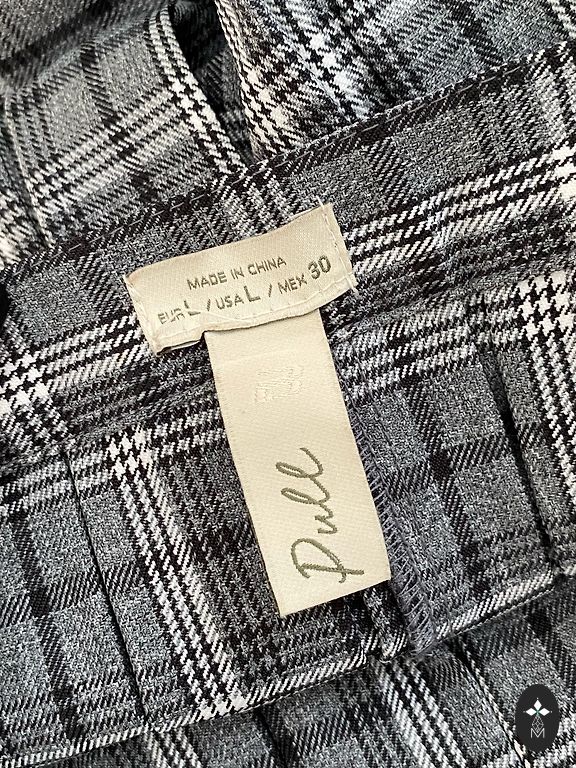 MADE IN CHINA
EUR L / USA L / MEX 30
Pull
M